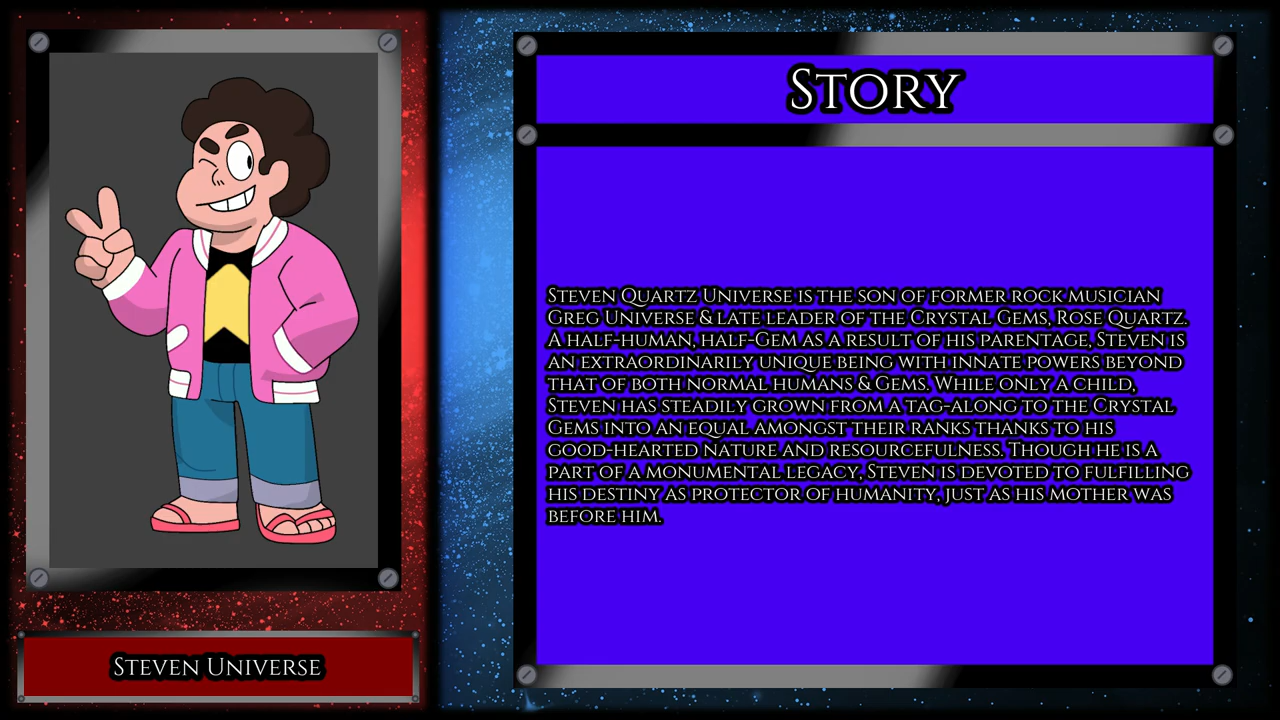 Story
Steven Quartz Universe is the son of former rock musician
Greg Universe & late leader of the Crystal Gems, Rose Quartz.
A half-human, half-Gem as a result of his parentage, Steven is
an extraordinarily unique being with innate powers beyond
that of both normal humans & Gems. While only a child,
Steven has steadily grown from a tag-along to the Crystal
Gems into an equal amongst their ranks thanks to his
good-hearted nature and resourcefulness. Though he is a
part of a monumental legacy, Steven is devoted to fulfilling
his destiny as protector of humanity, just as his mother was
before him.
Steven Universe